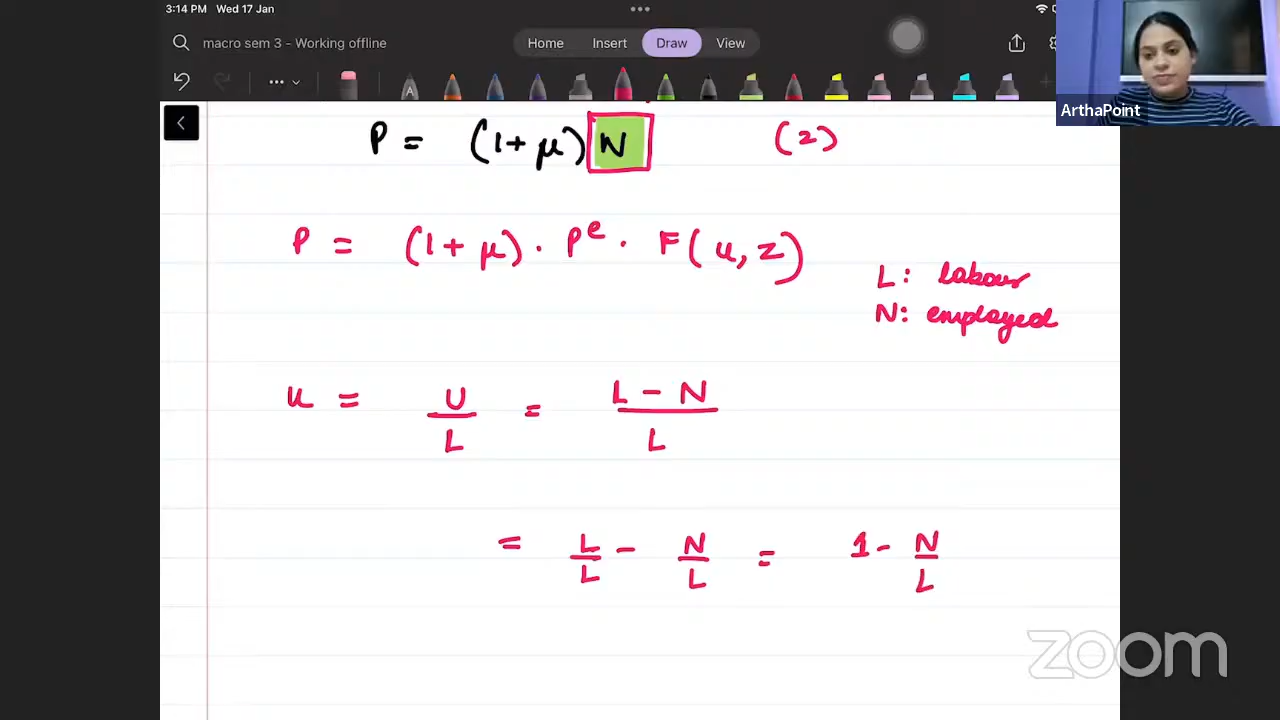 3:14 PM Wed 17 Jan
macro sem 3 - Working offline
Home Insert Draw View
ArthaPoint
A
P = (1+μ) N (2)
P = (1+μ) · P^e · F(u, z)
L: labour
N: employed
u = U/L = L-N/L
= L/L - N/L = 1 - N/L
zoom